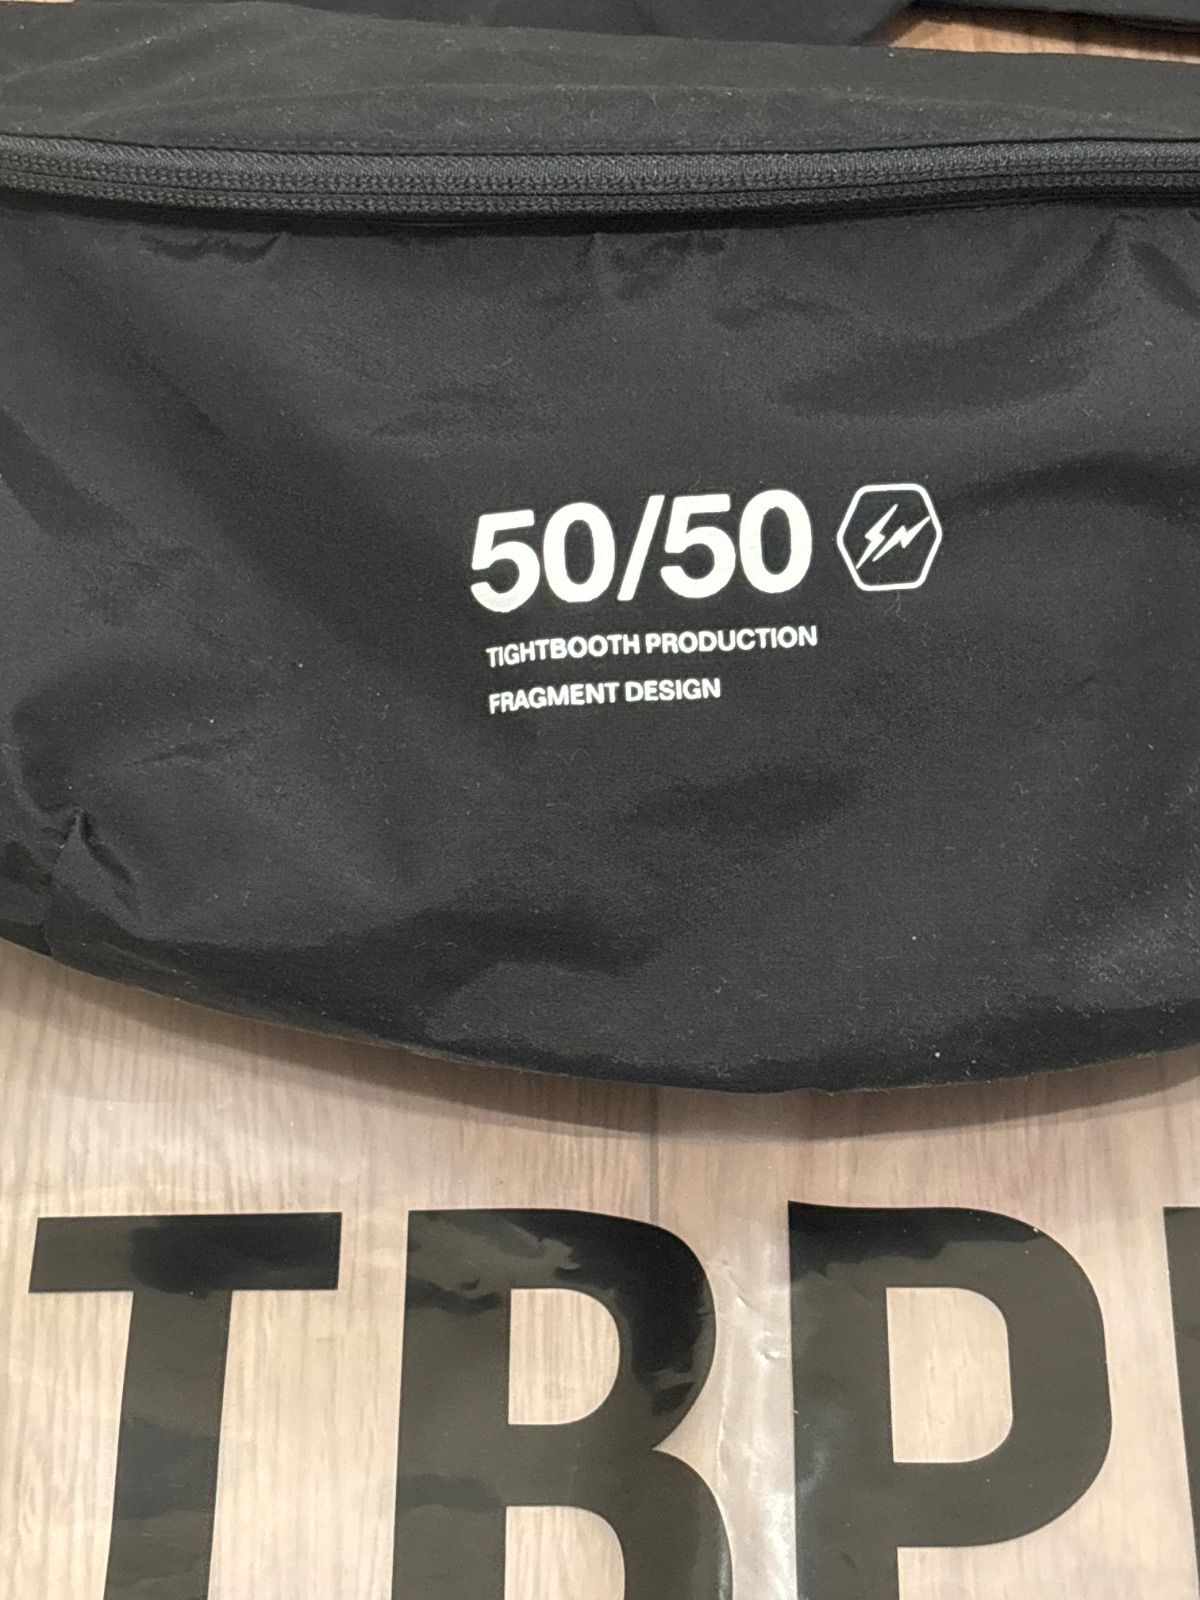 50/50
TIGHTBOOTH PRODUCTION
FRAGMENT DESIGN
TBP